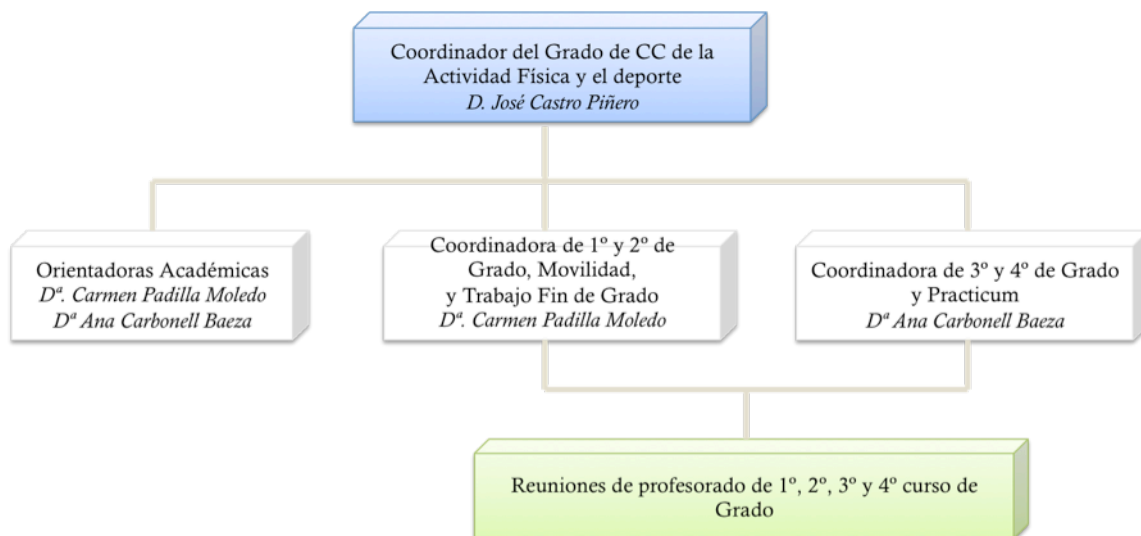 Coordinador del Grado de CC de la
Actividad Física y el deporte
D. José Castro Piñero
Orientadoras Académicas
Dª. Carmen Padilla Moledo
Dª Ana Carbonell Baeza
Coordinadora de 1º y 2º de
Grado, Movilidad,
y Trabajo Fin de Grado
Dª. Carmen Padilla Moledo
Coordinadora de 3º y 4º de Grado
y Practicum
Dª Ana Carbonell Baeza
Reuniones de profesorado de 1º, 2º, 3º y 4º curso de
Grado